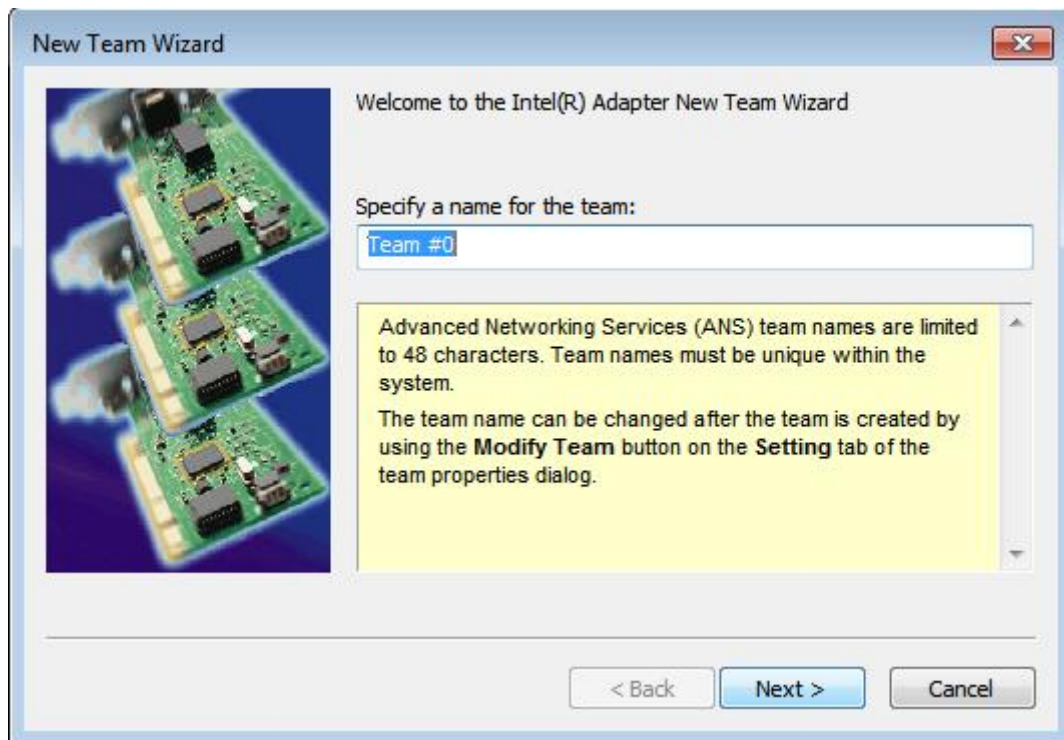 New Team Wizard
Welcome to the Intel(R) Adapter New Team Wizard
Specify a name for the team:
Team #0
Advanced Networking Services (ANS) team names are limited
to 48 characters. Team names must be unique within the
system.
The team name can be changed after the team is created by
using the Modify Team button on the Setting tab of the
team properties dialog.
< Back
Next >
Cancel